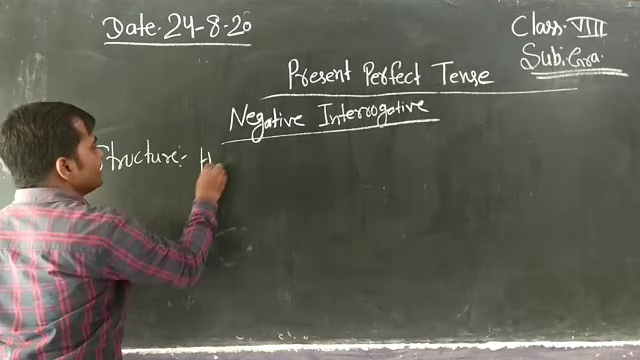 Date. 24-8-20
Class. VIII
Sub: Gra.
Present Perfect Tense
Negative Interrogative
Structure:- H